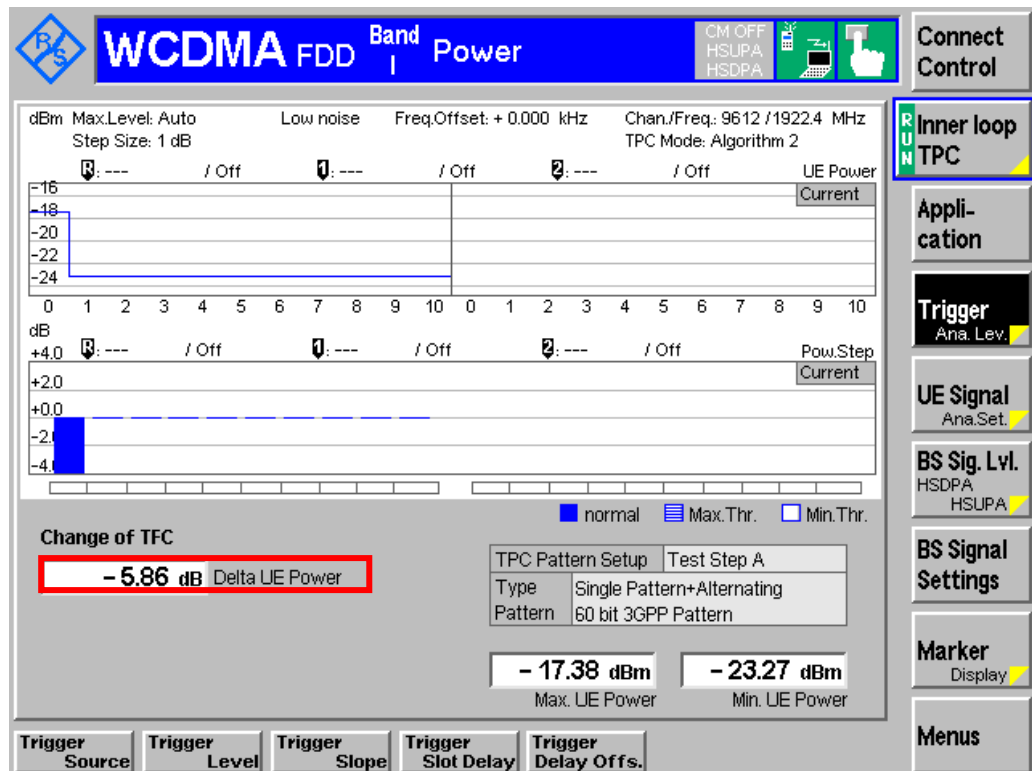 R&S
WCDMA FDD Band I Power
CM OFF
HSUPA
HSDPA
Connect Control
dBm Max.Level: Auto Low noise Freq.Offset: + 0.000 kHz Chan./Freq.: 9612 / 1922.4 MHz
Step Size: 1 dB TPC Mode: Algorithm 2
R: --- / Off 1: --- / Off 2: --- / Off UE Power
Current
-16
-18
-20
-22
-24
0 1 2 3 4 5 6 7 8 9 10 0 1 2 3 4 5 6 7 8 9 10
dB
R: --- / Off 1: --- / Off 2: --- / Off Pow.Step
Current
+4.0
+2.0
+0.0
-2.
-4.
normal Max.Thr. Min.Thr.
Change of TFC
- 5.86 dB Delta UE Power
TPC Pattern Setup Test Step A
Type Single Pattern+Alternating
Pattern 60 bit 3GPP Pattern
- 17.38 dBm - 23.27 dBm
Max. UE Power Min. UE Power
RUN
Inner loop TPC
Appli-
cation
Trigger
Ana. Lev.
UE Signal
Ana.Set.
BS Sig. Lvl.
HSDPA
HSUPA
BS Signal
Settings
Marker
Display
Menus
Trigger Source
Trigger Level
Trigger Slope
Trigger Slot Delay
Trigger Delay Offs.